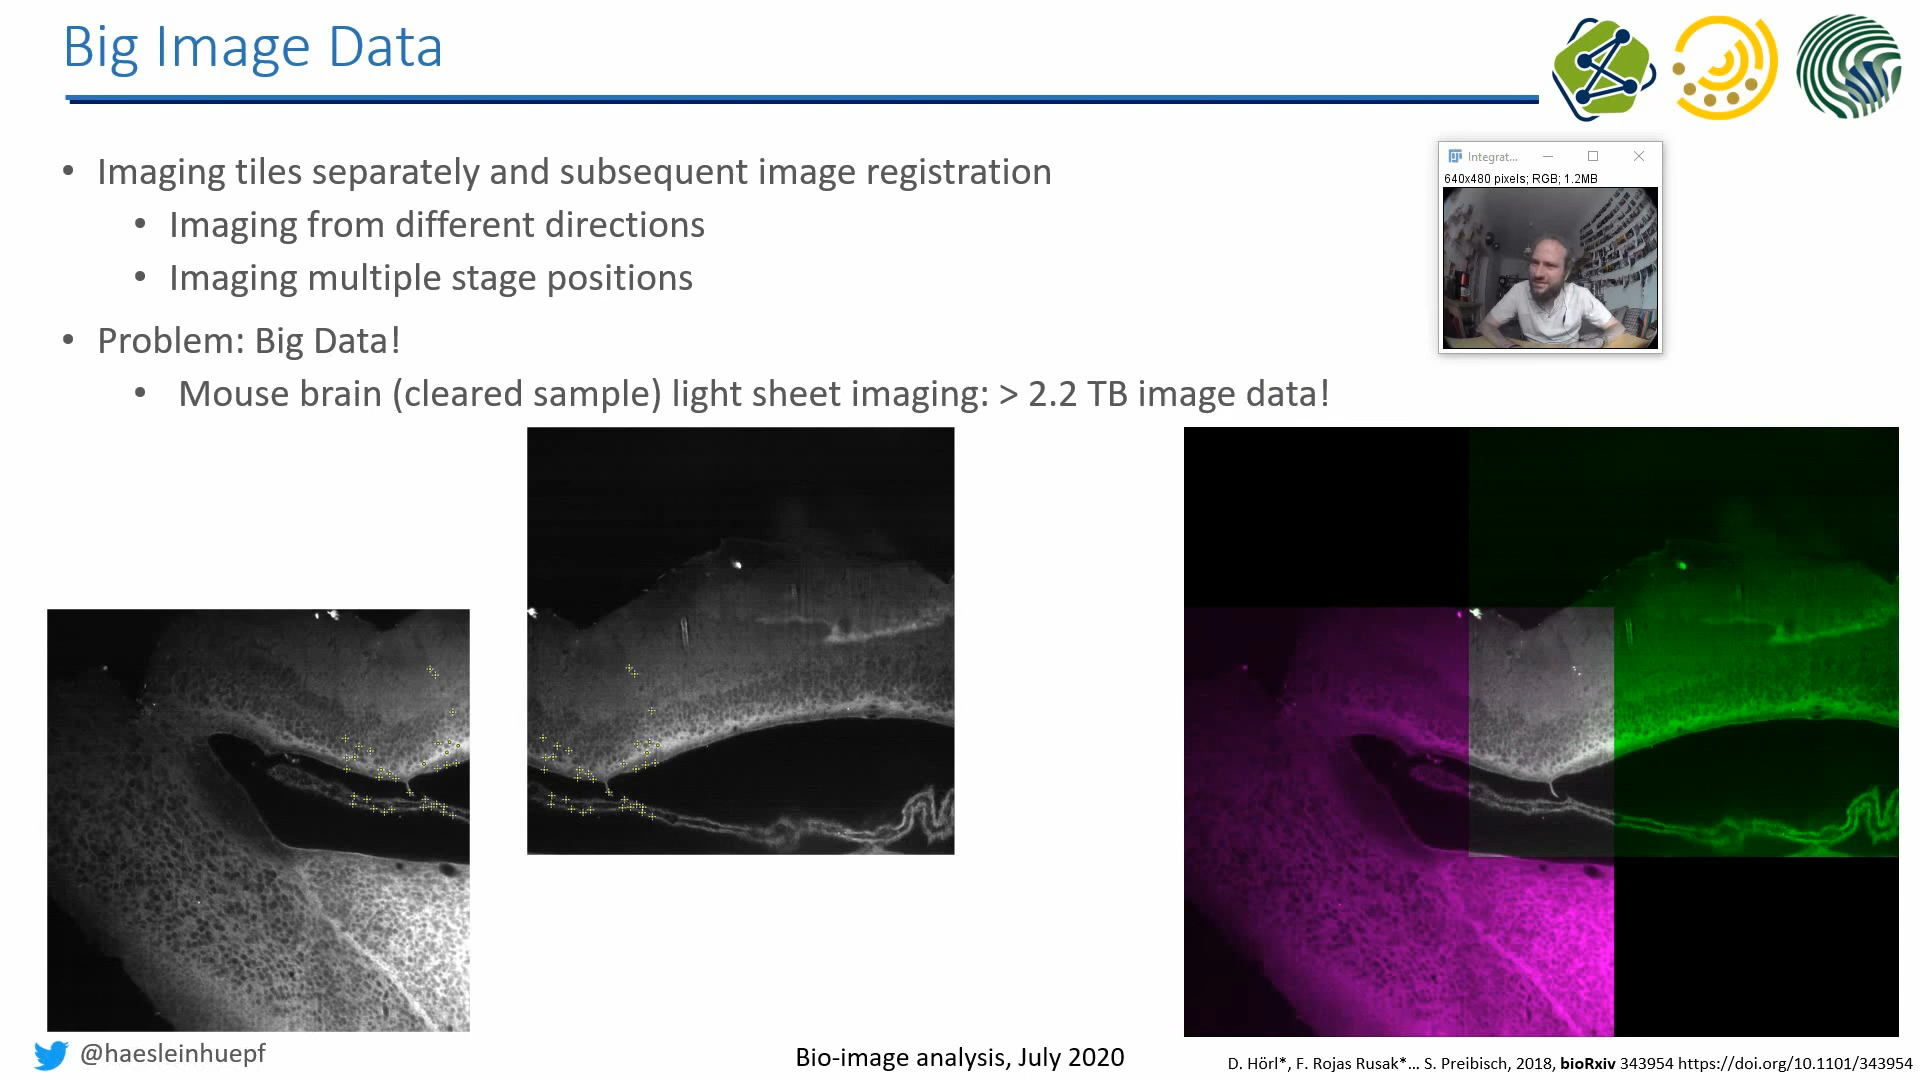 Big Image Data
• Imaging tiles separately and subsequent image registration
• Imaging from different directions
• Imaging multiple stage positions
• Problem: Big Data!
• Mouse brain (cleared sample) light sheet imaging: > 2.2 TB image data!
Integrat...
640x480 pixels; RGB; 1.2MB
@haesleinhuepf
Bio-image analysis, July 2020
D. Hörl*, F. Rojas Rusak*… S. Preibisch, 2018, bioRxiv 343954 https://doi.org/10.1101/343954